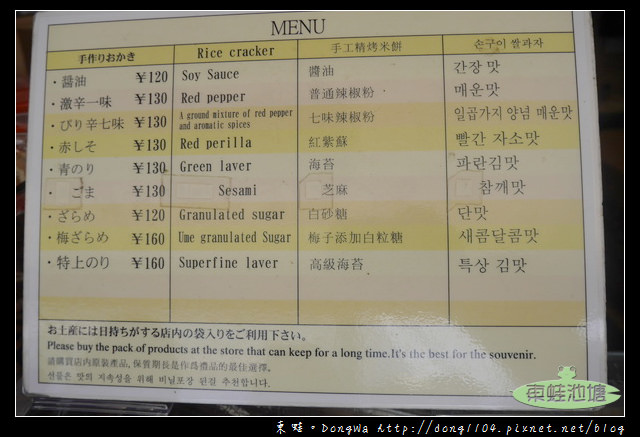 MENU
手作りおかき Rice cracker 手工精烤米餅 손구이 쌀과자
・醤油 ¥120 Soy Sauce 醬油 간장 맛
・激辛一味 ¥130 Red pepper 普通辣椒粉 매운맛
・ぴり辛七味 ¥130 A ground mixture of red pepper and aromatic spices 七味辣椒粉 일곱가지 양념 매운맛
・赤しそ ¥130 Red perilla 紅紫蘇 빨간 자소맛
・青のり ¥130 Green laver 海苔 파란김맛
・ごま ¥130 Sesami 芝麻 참깨맛
・ざらめ ¥120 Granulated sugar 白砂糖 단맛
・梅ざらめ ¥160 Ume granulated Sugar 梅子添加白粒糖 새콤달콤맛
・特上のり ¥160 Superfine laver 高級海苔 특상 김맛
お土産には日持ちがする店内の袋入りをご利用下さい。
Please buy the pack of products at the store that can keep for a long time.It's the best for the souvenir.
請購買店内原裝產品,保質期長是作爲禮品的最佳選擇。
선물은 맛의 지속성을 위해 비닐포장 된걸 추천합니다.
東蛙池塘
東蛙。Dongwa http://dong1104.pixnet.net/blog